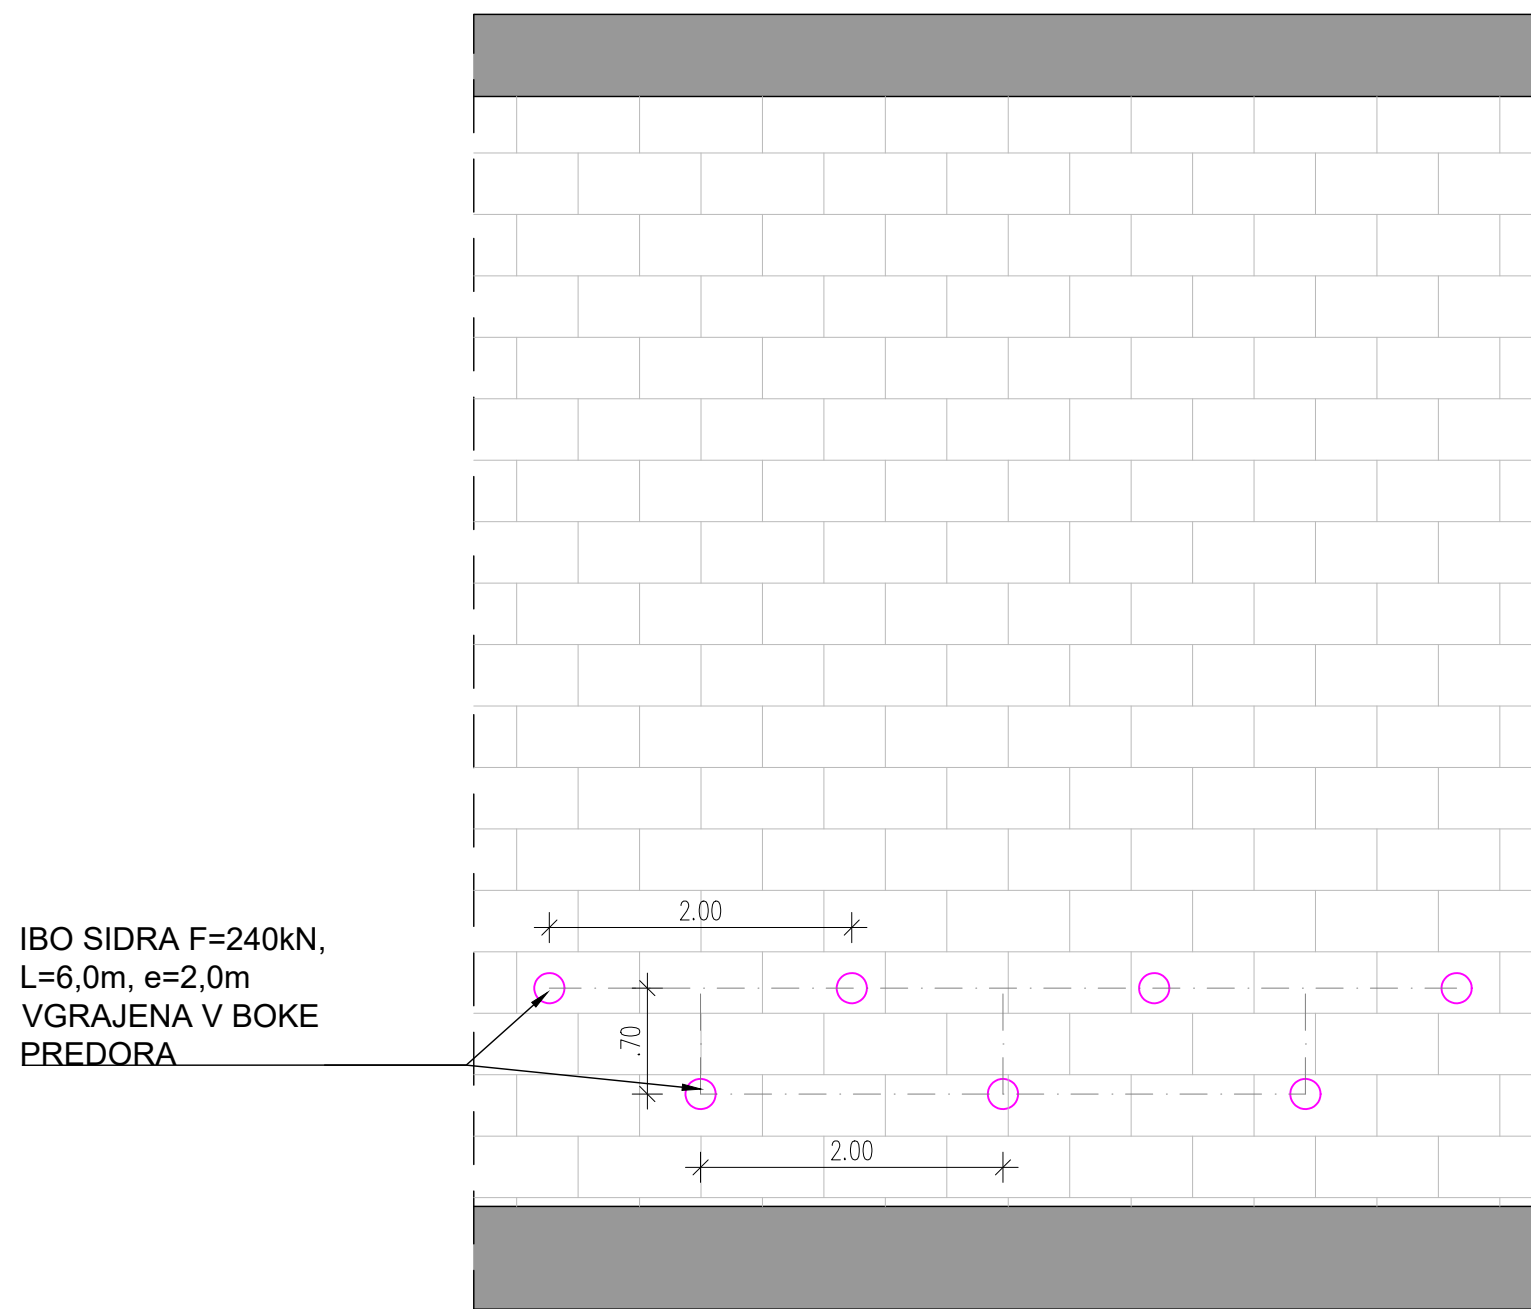 2.00
IBO SIDRA F=240kN,
L=6,0m, e=2,0m
VGRAJENA V BOKE
PREDORA
.70
2.00